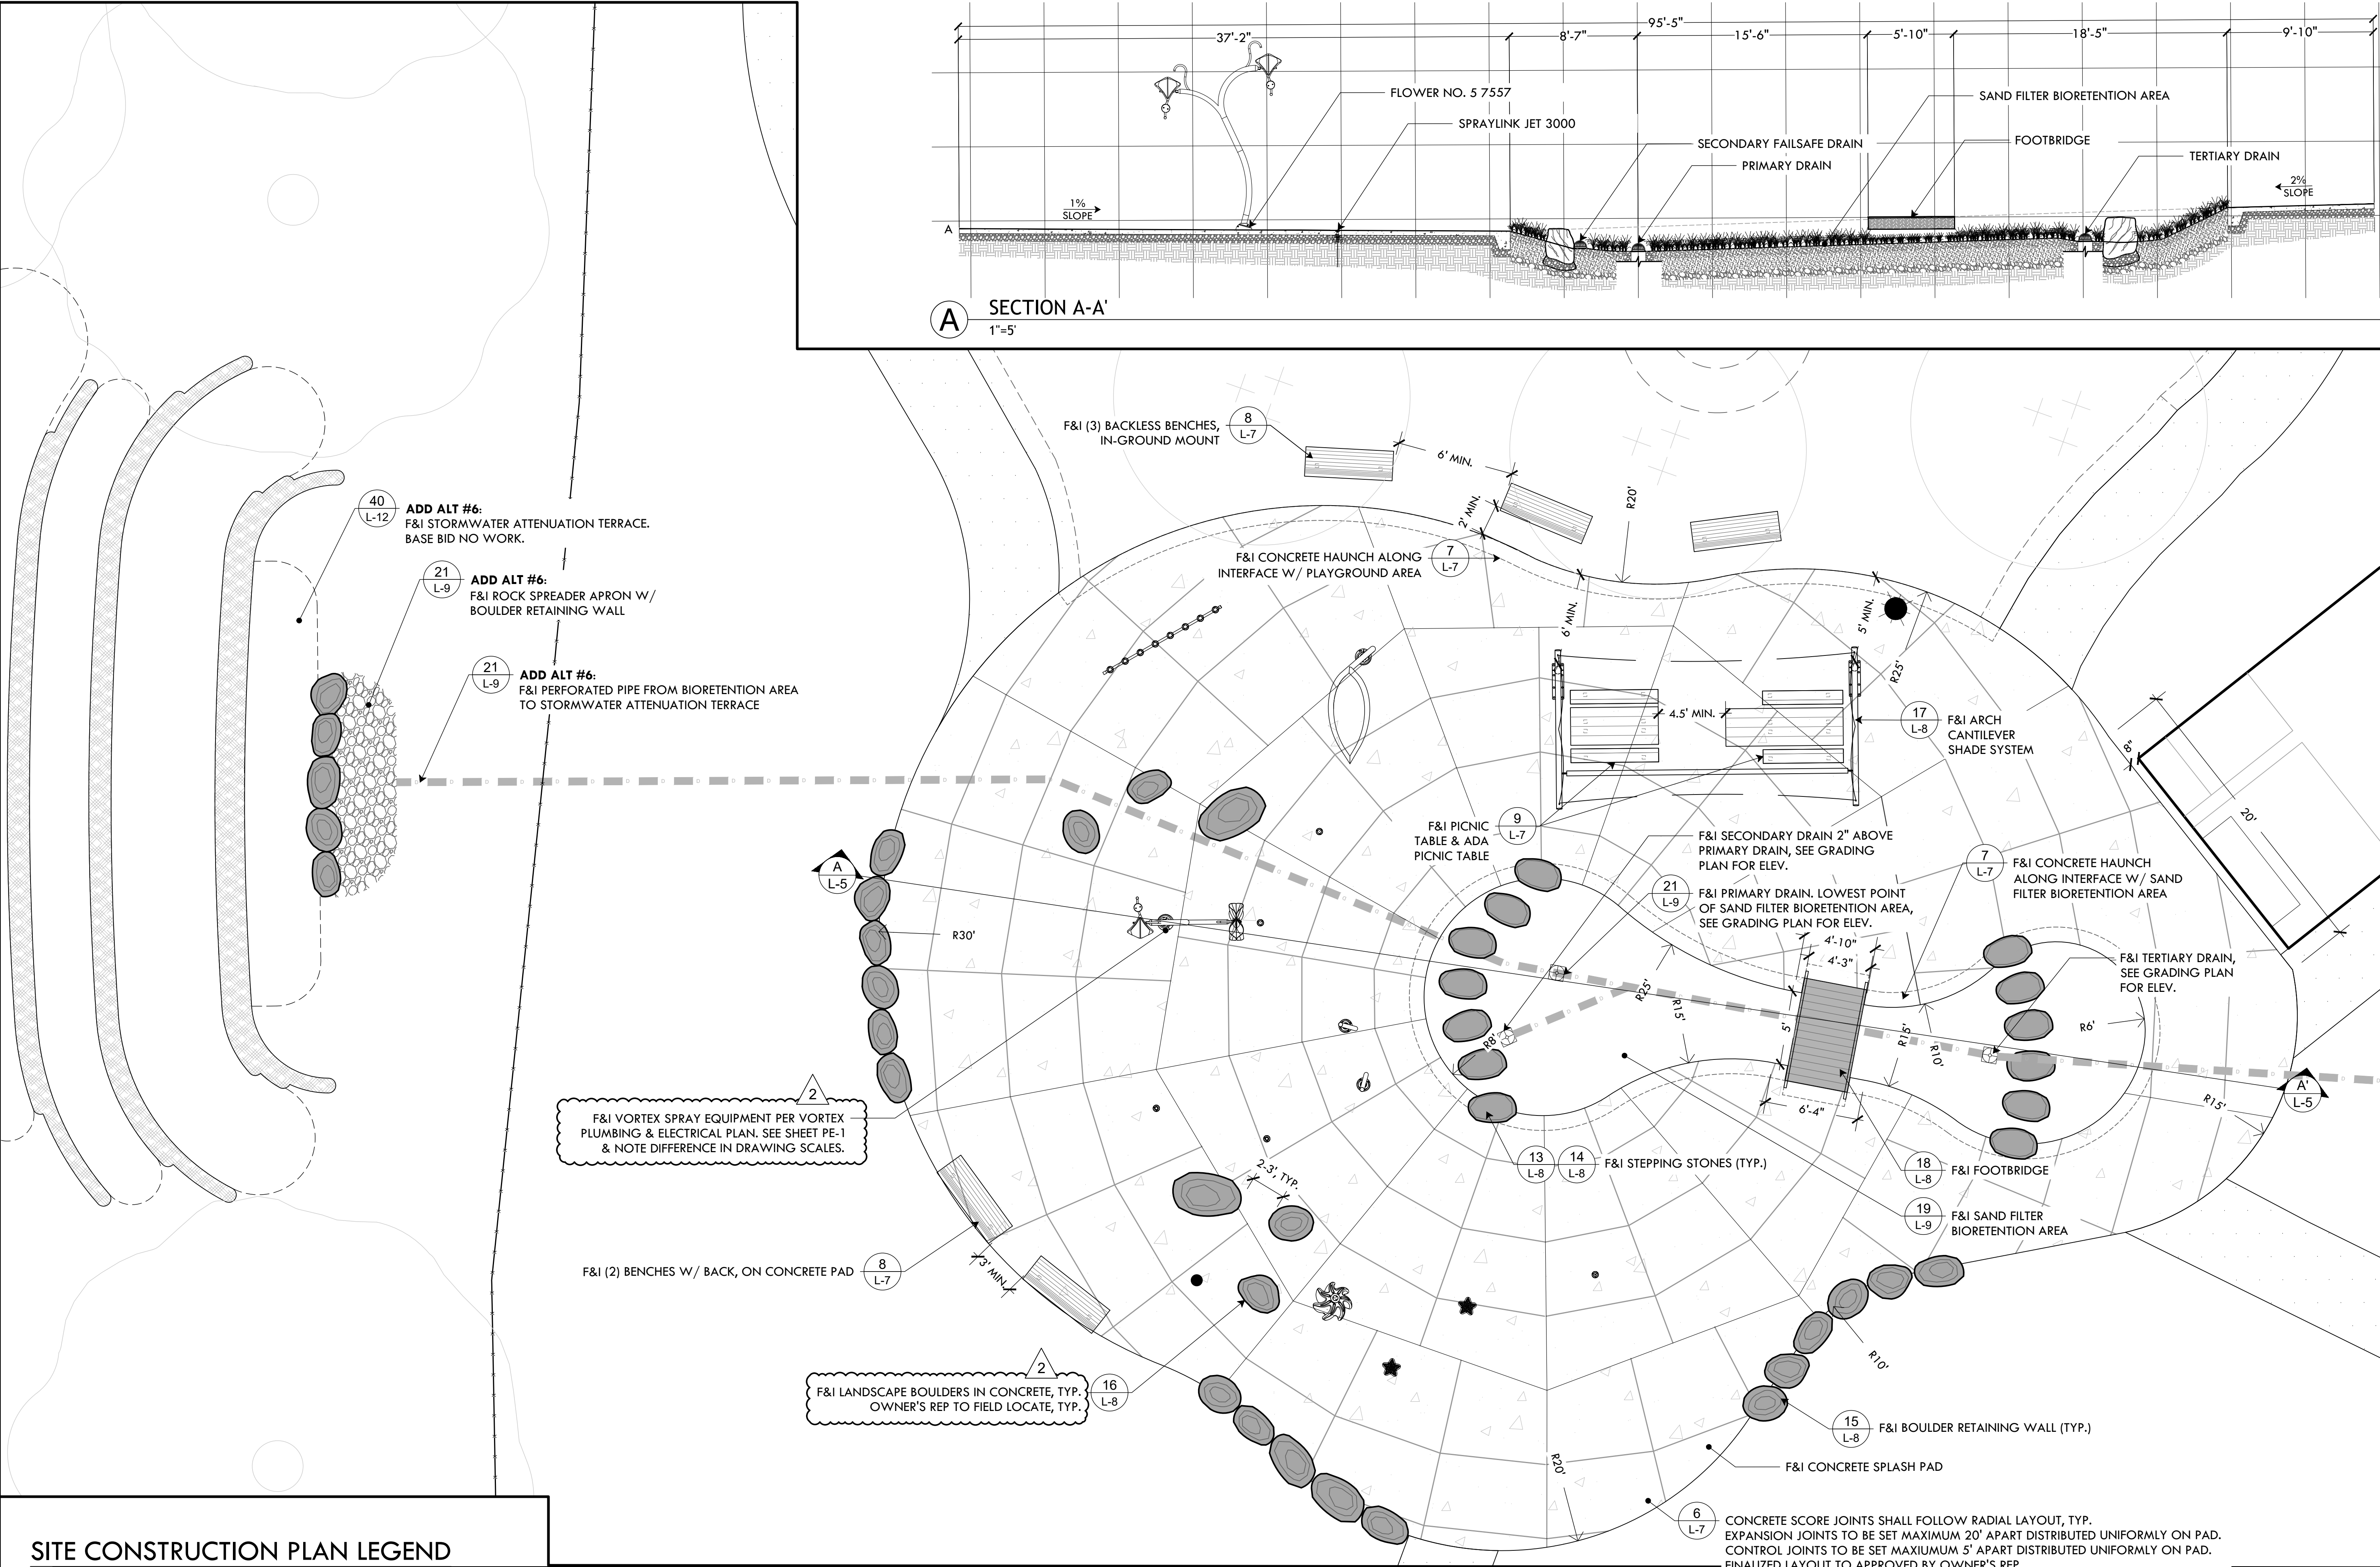 95'-5"
37'-2"
8'-7"
15'-6"
5'-10"
18'-5"
9'-10"
FLOWER NO. 5 7557
SPRAYLINK JET 3000
SECONDARY FAILSAFE DRAIN
PRIMARY DRAIN
SAND FILTER BIORETENTION AREA
FOOTBRIDGE
TERTIARY DRAIN
1%
SLOPE
2%
SLOPE
A
A
SECTION A-A'
1"=5'
F&I (3) BACKLESS BENCHES,
IN-GROUND MOUNT
8
L-7
6' MIN.
2' MIN.
R20'
F&I CONCRETE HAUNCH ALONG
INTERFACE W/ PLAYGROUND AREA
7
L-7
6' MIN.
5' MIN.
R25'
4.5' MIN.
17
L-8
F&I ARCH
CANTILEVER
SHADE SYSTEM
8"
20'
40
L-12
ADD ALT #6:
F&I STORMWATER ATTENUATION TERRACE.
BASE BID NO WORK.
21
L-9
ADD ALT #6:
F&I ROCK SPREADER APRON W/
BOULDER RETAINING WALL
21
L-9
ADD ALT #6:
F&I PERFORATED PIPE FROM BIORETENTION AREA
TO STORMWATER ATTENUATION TERRACE
F&I PICNIC
TABLE & ADA
PICNIC TABLE
9
L-7
F&I SECONDARY DRAIN 2" ABOVE
PRIMARY DRAIN, SEE GRADING
PLAN FOR ELEV.
21
L-9
F&I PRIMARY DRAIN. LOWEST POINT
OF SAND FILTER BIORETENTION AREA,
SEE GRADING PLAN FOR ELEV.
7
L-7
F&I CONCRETE HAUNCH
ALONG INTERFACE W/ SAND
FILTER BIORETENTION AREA
A
L-5
R30'
4'-10"
4'-3"
F&I TERTIARY DRAIN,
SEE GRADING PLAN
FOR ELEV.
R25'
R15'
R8'
5'
R15'
R10'
R6'
6'-4"
A'
L-5
R15'
2
F&I VORTEX SPRAY EQUIPMENT PER VORTEX
PLUMBING & ELECTRICAL PLAN. SEE SHEET PE-1
& NOTE DIFFERENCE IN DRAWING SCALES.
2-3', TYP.
13
L-8
14
L-8
F&I STEPPING STONES (TYP.)
18
L-8
F&I FOOTBRIDGE
19
L-9
F&I SAND FILTER
BIORETENTION AREA
F&I (2) BENCHES W/ BACK, ON CONCRETE PAD
8
L-7
3' MIN.
2
F&I LANDSCAPE BOULDERS IN CONCRETE, TYP.
OWNER'S REP TO FIELD LOCATE, TYP.
16
L-8
R10'
15
L-8
F&I BOULDER RETAINING WALL (TYP.)
F&I CONCRETE SPLASH PAD
R20'
6
L-7
CONCRETE SCORE JOINTS SHALL FOLLOW RADIAL LAYOUT, TYP.
EXPANSION JOINTS TO BE SET MAXIMUM 20' APART DISTRIBUTED UNIFORMLY ON PAD.
CONTROL JOINTS TO BE SET MAXIUMUM 5' APART DISTRIBUTED UNIFORMLY ON PAD.
FINALIZED LAYOUT TO APPROVED BY OWNER'S REP
SITE CONSTRUCTION PLAN LEGEND